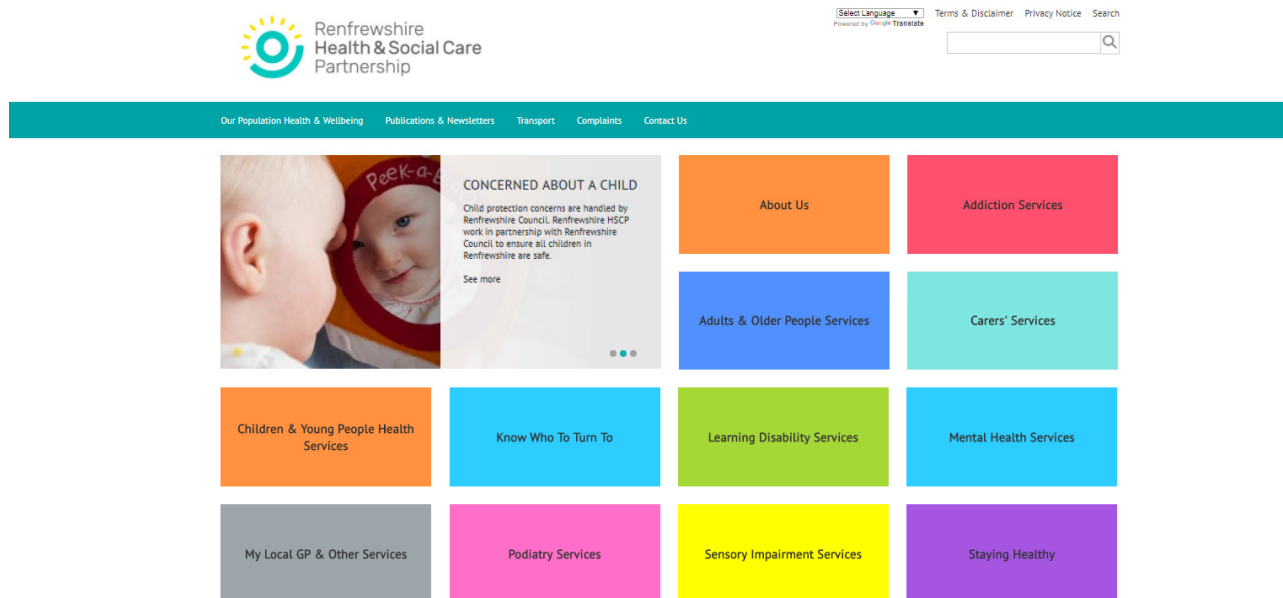 Renfrewshire
Health & Social Care
Partnership
Select Language ▼
Powered by Google Translate
Terms & Disclaimer
Privacy Notice
Search
Our Population Health & Wellbeing
Publications & Newsletters
Transport
Complaints
Contact Us
Peek-a-
CONCERNED ABOUT A CHILD
Child protection concerns are handled by
Renfrewshire Council. Renfrewshire HSCP
work in partnership with Renfrewshire
Council to ensure all children in
Renfrewshire are safe.
See more
About Us
Addiction Services
Adults & Older People Services
Carers' Services
Children & Young People Health
Services
Know Who To Turn To
Learning Disability Services
Mental Health Services
My Local GP & Other Services
Podiatry Services
Sensory Impairment Services
Staying Healthy